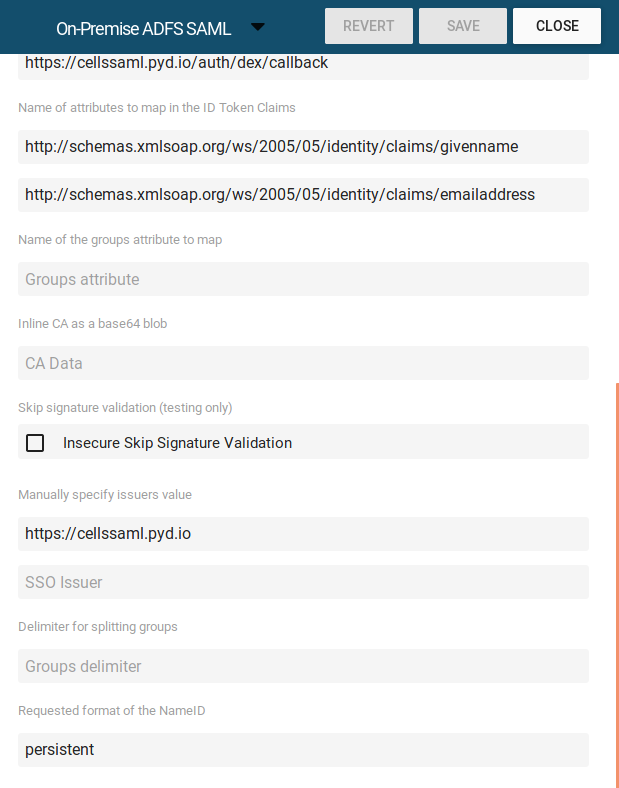 On-Premise ADFS SAML
REVERT
SAVE
CLOSE
https://cellssaml.pyd.io/auth/dex/callback
Name of attributes to map in the ID Token Claims
http://schemas.xmlsoap.org/ws/2005/05/identity/claims/givenname
http://schemas.xmlsoap.org/ws/2005/05/identity/claims/emailaddress
Name of the groups attribute to map
Groups attribute
Inline CA as a base64 blob
CA Data
Skip signature validation (testing only)
Insecure Skip Signature Validation
Manually specify issuers value
https://cellssaml.pyd.io
SSO Issuer
Delimiter for splitting groups
Groups delimiter
Requested format of the NameID
persistent